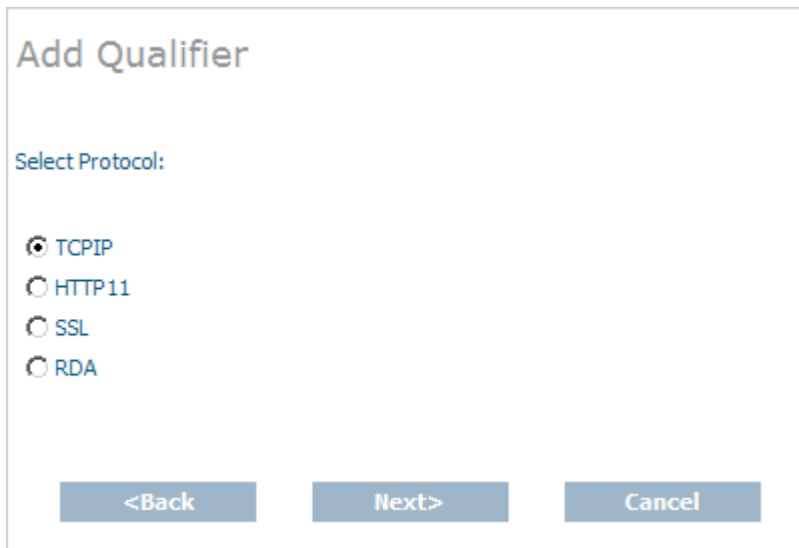 Add Qualifier
Select Protocol:
TCPIP
HTTP11
SSL
RDA
<Back Next> Cancel